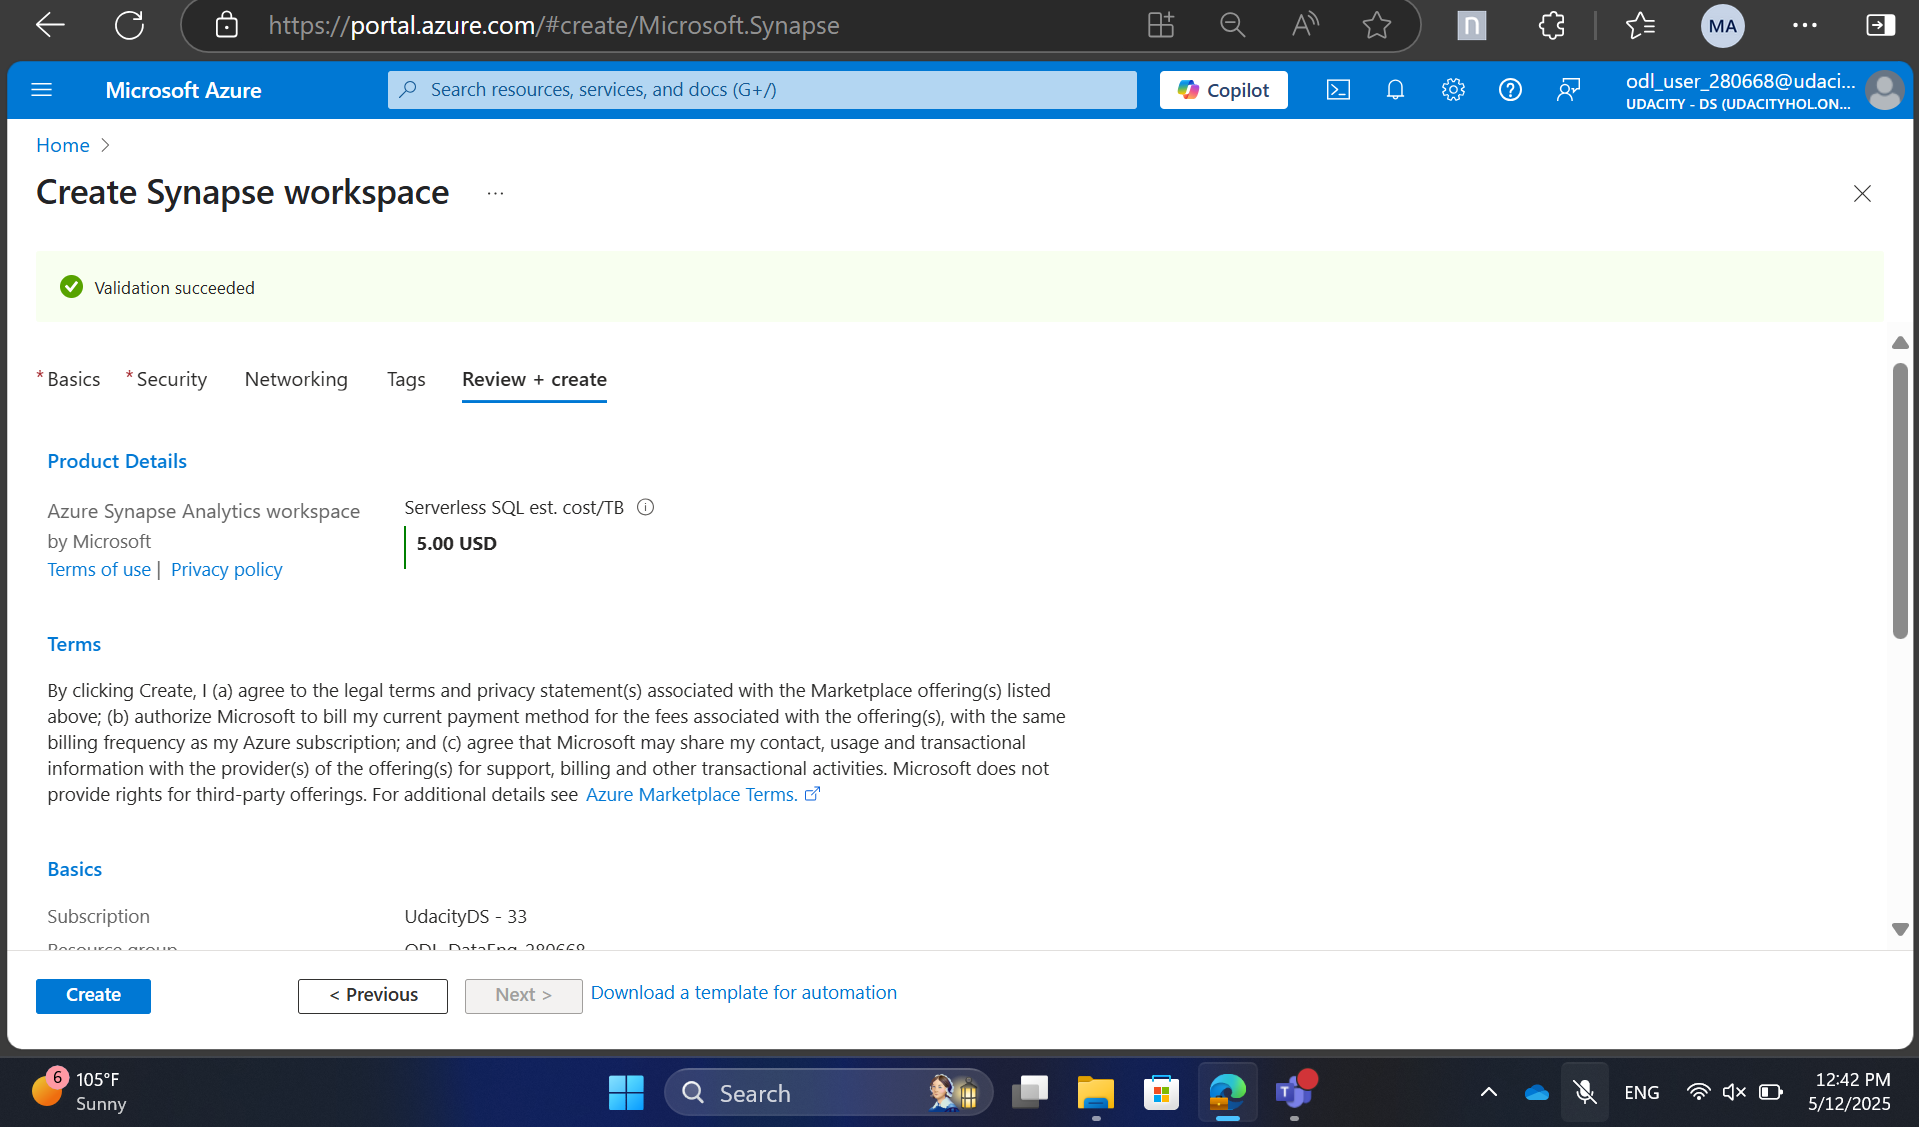 https://portal.azure.com/#create/Microsoft.Synapse
MA
Microsoft Azure
Search resources, services, and docs (G+/)
Copilot
odl_user_280668@udaci...
UDACITY - DS (UDACITYHOL.ON...
Home
Create Synapse workspace
Validation succeeded
* Basics
* Security
Networking
Tags
Review + create
Product Details
Azure Synapse Analytics workspace
by Microsoft
Terms of use | Privacy policy
Serverless SQL est. cost/TB
5.00 USD
Terms
By clicking Create, I (a) agree to the legal terms and privacy statement(s) associated with the Marketplace offering(s) listed
above; (b) authorize Microsoft to bill my current payment method for the fees associated with the offering(s), with the same
billing frequency as my Azure subscription; and (c) agree that Microsoft may share my contact, usage and transactional
information with the provider(s) of the offering(s) for support, billing and other transactional activities. Microsoft does not
provide rights for third-party offerings. For additional details see Azure Marketplace Terms.
Basics
Subscription
UdacityDS - 33
Resource group
ODL-DataEng-280668
Create
< Previous
Next >
Download a template for automation
6
105°F
Sunny
Search
ENG
12:42 PM
5/12/2025